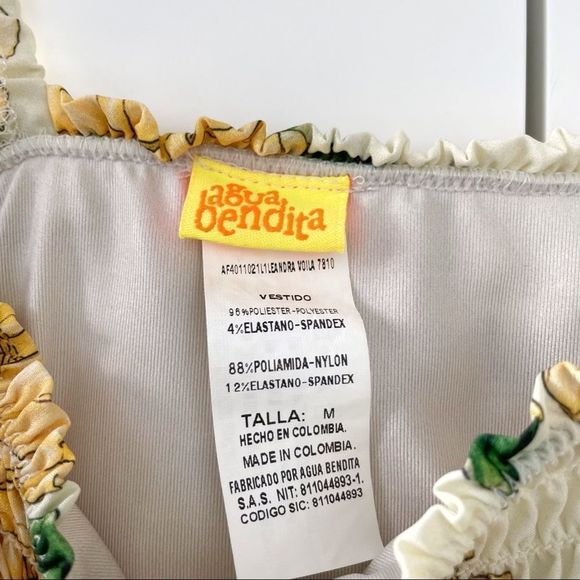 agua
bendita
AF4011021L1LEANDRA VOILA 7810
VESTIDO
96%POLIESTER-POLYESTER
4%ELASTANO-SPANDEX
88%POLIAMIDA-NYLON
12%ELASTANO-SPANDEX
TALLA: M
HECHO EN COLOMBIA.
MADE IN COLOMBIA.
FABRICADO POR AGUA BENDITA
S.A.S. NIT: 811044893-1.
CODIGO SIC: 811044893